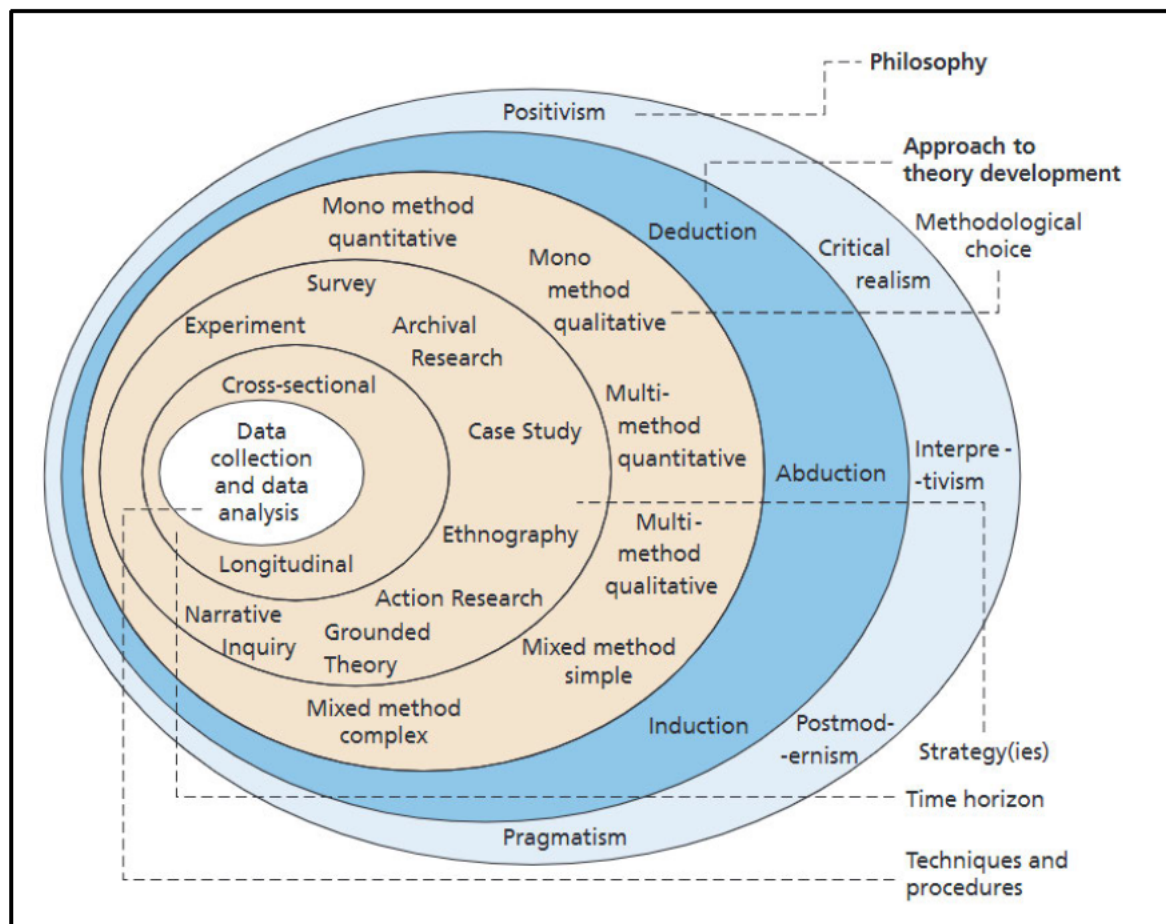 Philosophy
Positivism
Approach to
theory development
Mono method
quantitative
Deduction
Methodological
choice
Critical
realism
Mono
method
qualitative
Survey
Experiment
Archival
Research
Cross-sectional
Multi-
method
quantitative
Case Study
Data
collection
and data
analysis
Abduction
Interpre -
-tivism
Ethnography
Multi-
method
qualitative
Longitudinal
Action Research
Narrative
Inquiry
Grounded
Theory
Mixed method
simple
Mixed method
complex
Induction
Postmod-
-ernism
Strategy(ies)
Time horizon
Pragmatism
Techniques and
procedures